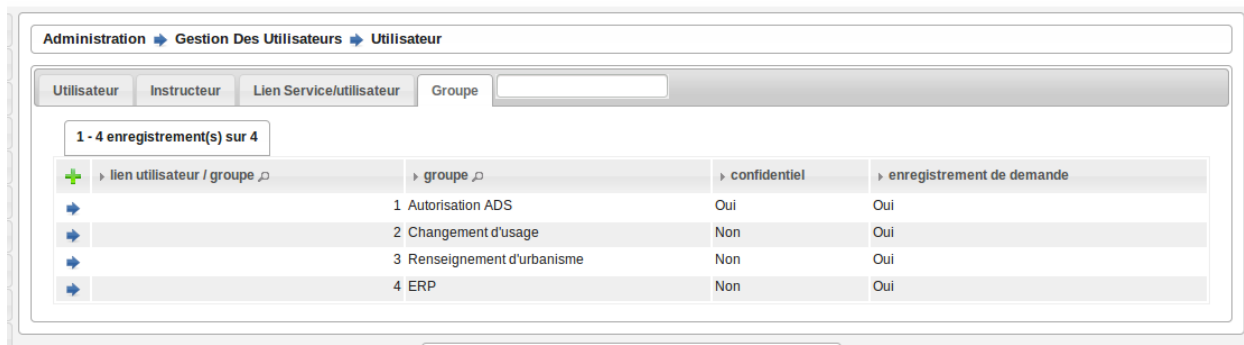 Administration Gestion Des Utilisateurs Utilisateur
Utilisateur Instructeur Lien Service/utilisateur Groupe
1 - 4 enregistrement(s) sur 4
lien utilisateur / groupe groupe confidentiel enregistrement de demande
1 Autorisation ADS Oui Oui
2 Changement d'usage Non Oui
3 Renseignement d'urbanisme Non Oui
4 ERP Non Oui